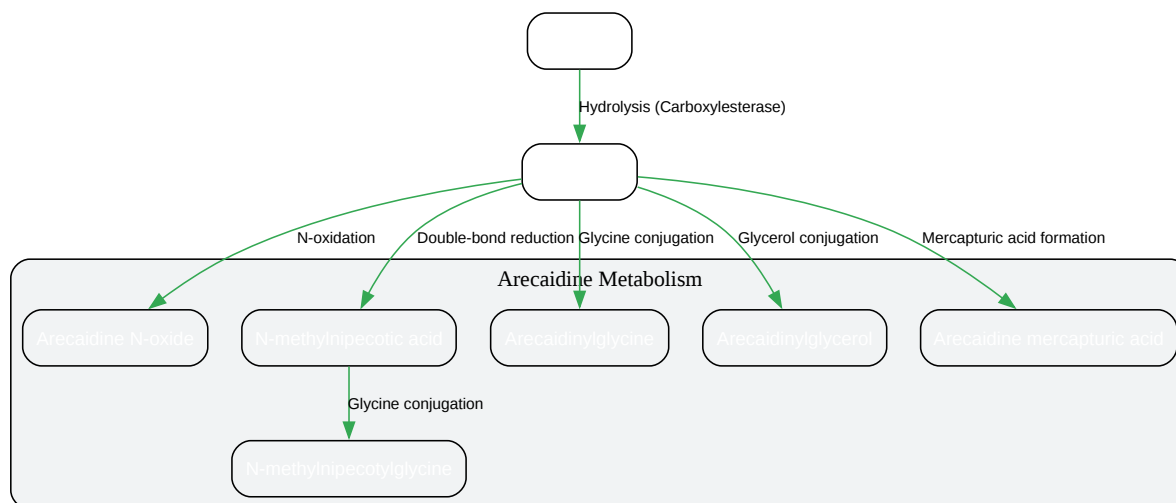 Hydrolysis (Carboxylesterase)
N-oxidation
Double-bond reduction
Glycine conjugation
Glycerol conjugation
Mercapturic acid formation
Arecaidine Metabolism
Arecaidine N-oxide
N-methylnipecotic acid
Arecaidinylglycine
Arecaidinylglycerol
Arecaidine mercapturic acid
Glycine conjugation
N-methylnipecotylglycine